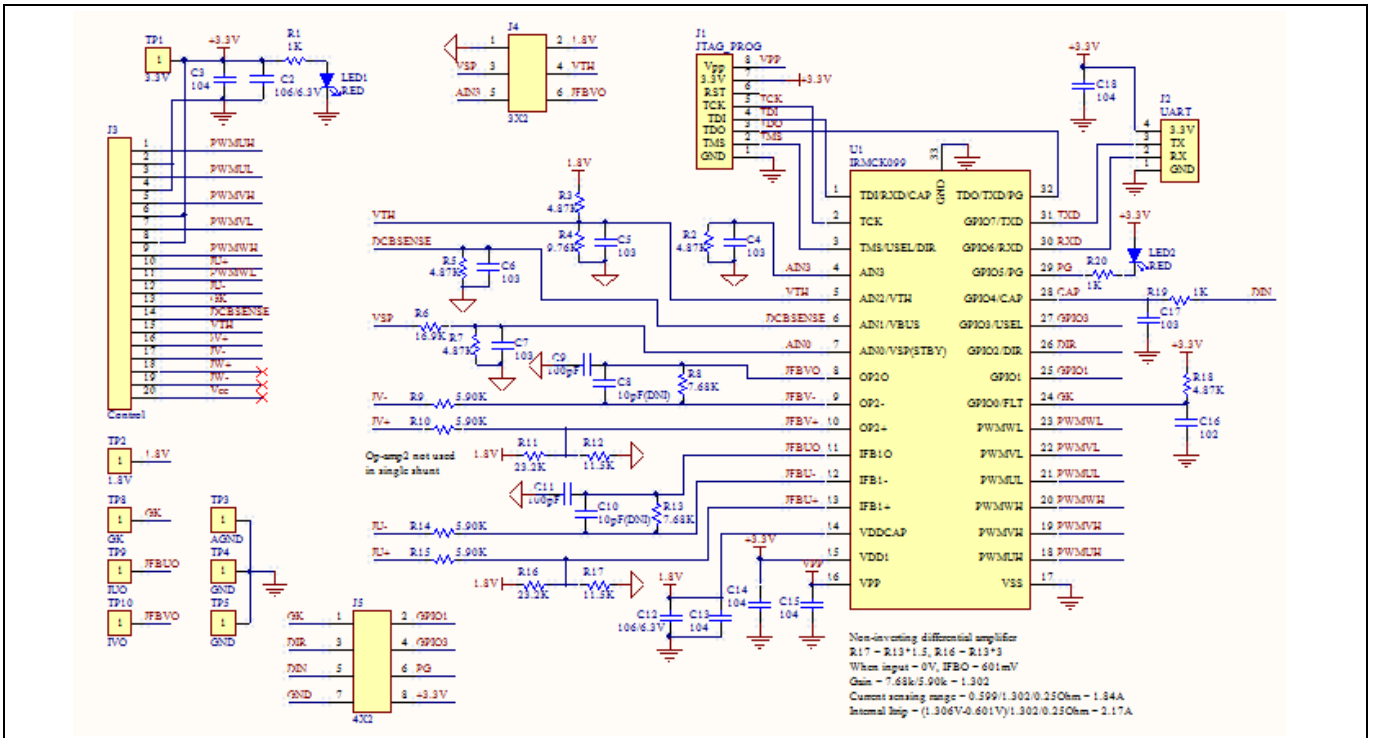 TP1
1
3.3V
+3.3V
R1
1K
C3
104
C2
106/6.3V
LED1
RED
J3
1 PWMUH
2
3 PWMUL
4
5 PWMVH
6
7 PWMVL
8
9 PWMWH
10 IU+
11 PWMWL
12 IU-
13 GK
14 DCBSENSE
15 VTH
16 IV+
17 IV-
18 IW+
19 IW-
20 Vcc
Control
J4
1 2 1.8V
VSP 3 4 VTH
AIN3 5 6 IFBVO
3X2
J1
JTAG_PROG
Vpp 8 VPP
3.3V 7 +3.3V
RST 6
TCK 5 TCK
TDI 4 TDI
TDO 3 TDO
TMS 2 TMS
GND 1
+3.3V
C18
104
J2
UART
4 3.3V
3 TX
2 RX
1 GND
U1
IRMCK099
33
GND
1 TDI/RXD/CAP
2 TCK
3 TMS/USEL/DIR
AIN3 4 AIN3
VTH 5 AIN2/VTH
DCBSENSE 6 AIN1/VBUS
AIN0 7 AIN0/VSP(STBY)
IFBVO 8 OP2O
IFBV- 9 OP2-
IFBV+ 10 OP2+
IFBUO 11 IFB1O
IFBU- 12 IFB1-
IFBU+ 13 IFB1+
14 VDDCAP
15 VDD1
16 VPP
TDO/TXD/PG 32
GPIO7/TXD 31 TXD
GPIO6/RXD 30 RXD
GPIO5/PG 29 PG
GPIO4/CAP 28 CAP
GPIO3/USEL 27 GPIO3
GPIO2/DIR 26 DIR
GPIO1 25 GPIO1
GPIO0/FLT 24 GK
PWMWL 23 PWMWL
PWMVL 22 PWMVL
PWMUL 21 PWMUL
PWMWH 20 PWMWH
PWMVH 19 PWMVH
PWMUH 18 PWMUH
VSS 17
+3.3V
LED2
RED
R20
1K
R19 1K
DIN
C17
103
+3.3V
R18
4.87K
C16
102
1.8V
R3
4.87K
VTH
R4
9.76K
C5
103
R2
4.87K
C4
103
DCBSENSE
R5
4.87K
C6
103
VSP
R6
16.9K
R7
4.87K
C7
103
C9
100pF
C8
10pF(DNI)
R8
7.68K
IV- R9 5.90K
IV+ R10 5.90K
Op-amp2 not used
in single shunt
1.8V
R11
23.2K
R12
11.5K
C11
100pF
C10
10pF(DNI)
R13
7.68K
IU- R14 5.90K
IU+ R15 5.90K
1.8V
R16
23.2K
R17
11.5K
1.8V
C12
106/6.3V
C13
104
+3.3V
C14
104
VPP
C15
104
TP2
1 1.8V
1.8V
TP8
1 GK
GK
TP9
1 IFBUO
IUO
TP10
1 IFBVO
IVO
TP3
1
AGND
TP4
1
GND
TP5
1
GND
J5
GK 1 2 GPIO1
DIR 3 4 GPIO3
DIN 5 6 PG
GND 7 8 +3.3V
4X2
Non-inverting differential amplifier
R17 = R13*1.5, R16 = R13*3
When input = 0V, IFBO = 601mV
Gain = 7.68k/5.90k = 1.302
Current sensing range = 0.599/1.302/0.25Ohm = 1.84A
Internal Itrip = (1.306V-0.601V)/1.302/0.25Ohm = 2.17A